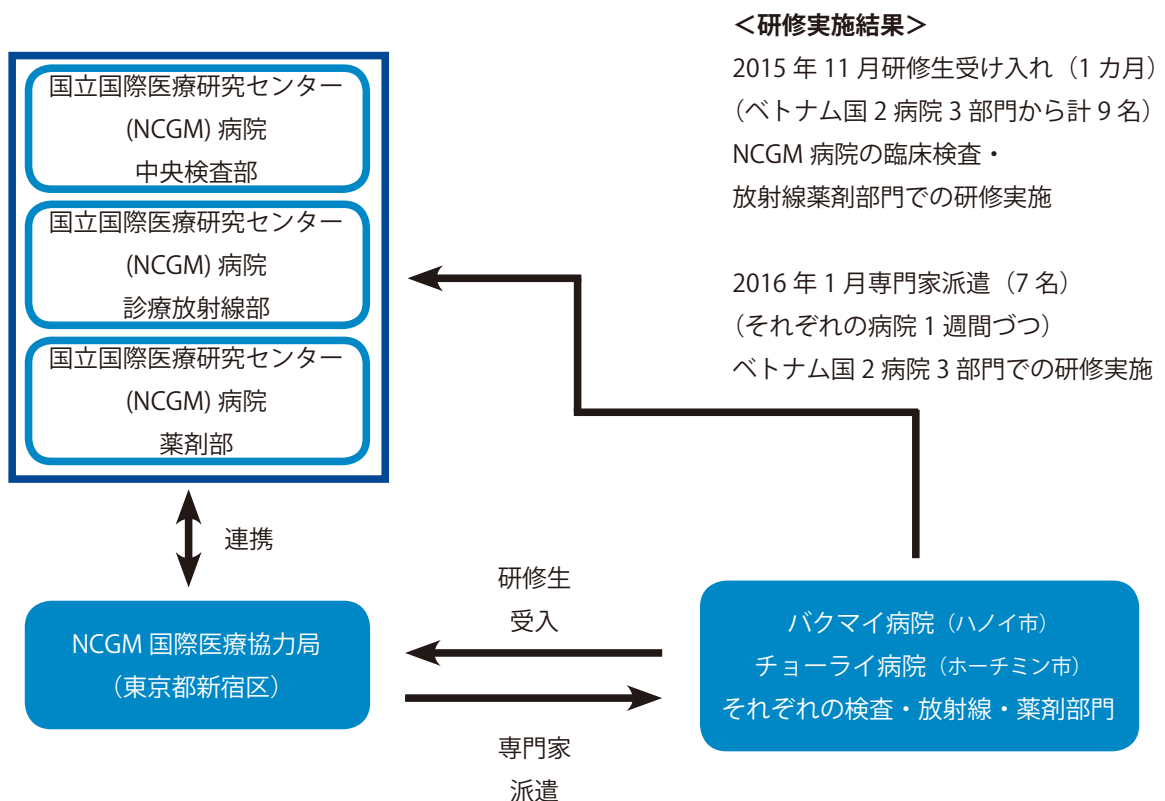 国立国際医療研究センター
(NCGM) 病院
中央検査部
国立国際医療研究センター
(NCGM) 病院
診療放射線部
国立国際医療研究センター
(NCGM) 病院
薬剤部
＜研修実施結果＞
2015 年 11 月研修生受け入れ（1 カ月）
（ベトナム国 2 病院 3 部門から計 9 名）
NCGM 病院の臨床検査・
放射線薬剤部門での研修実施
2016 年 1 月専門家派遣（7 名）
（それぞれの病院 1 週間づつ）
ベトナム国 2 病院 3 部門での研修実施
連携
NCGM 国際医療協力局
（東京都新宿区）
研修生
受入
専門家
派遣
バクマイ病院（ハノイ市）
チョーライ病院（ホーチミン市）
それぞれの検査・放射線・薬剤部門